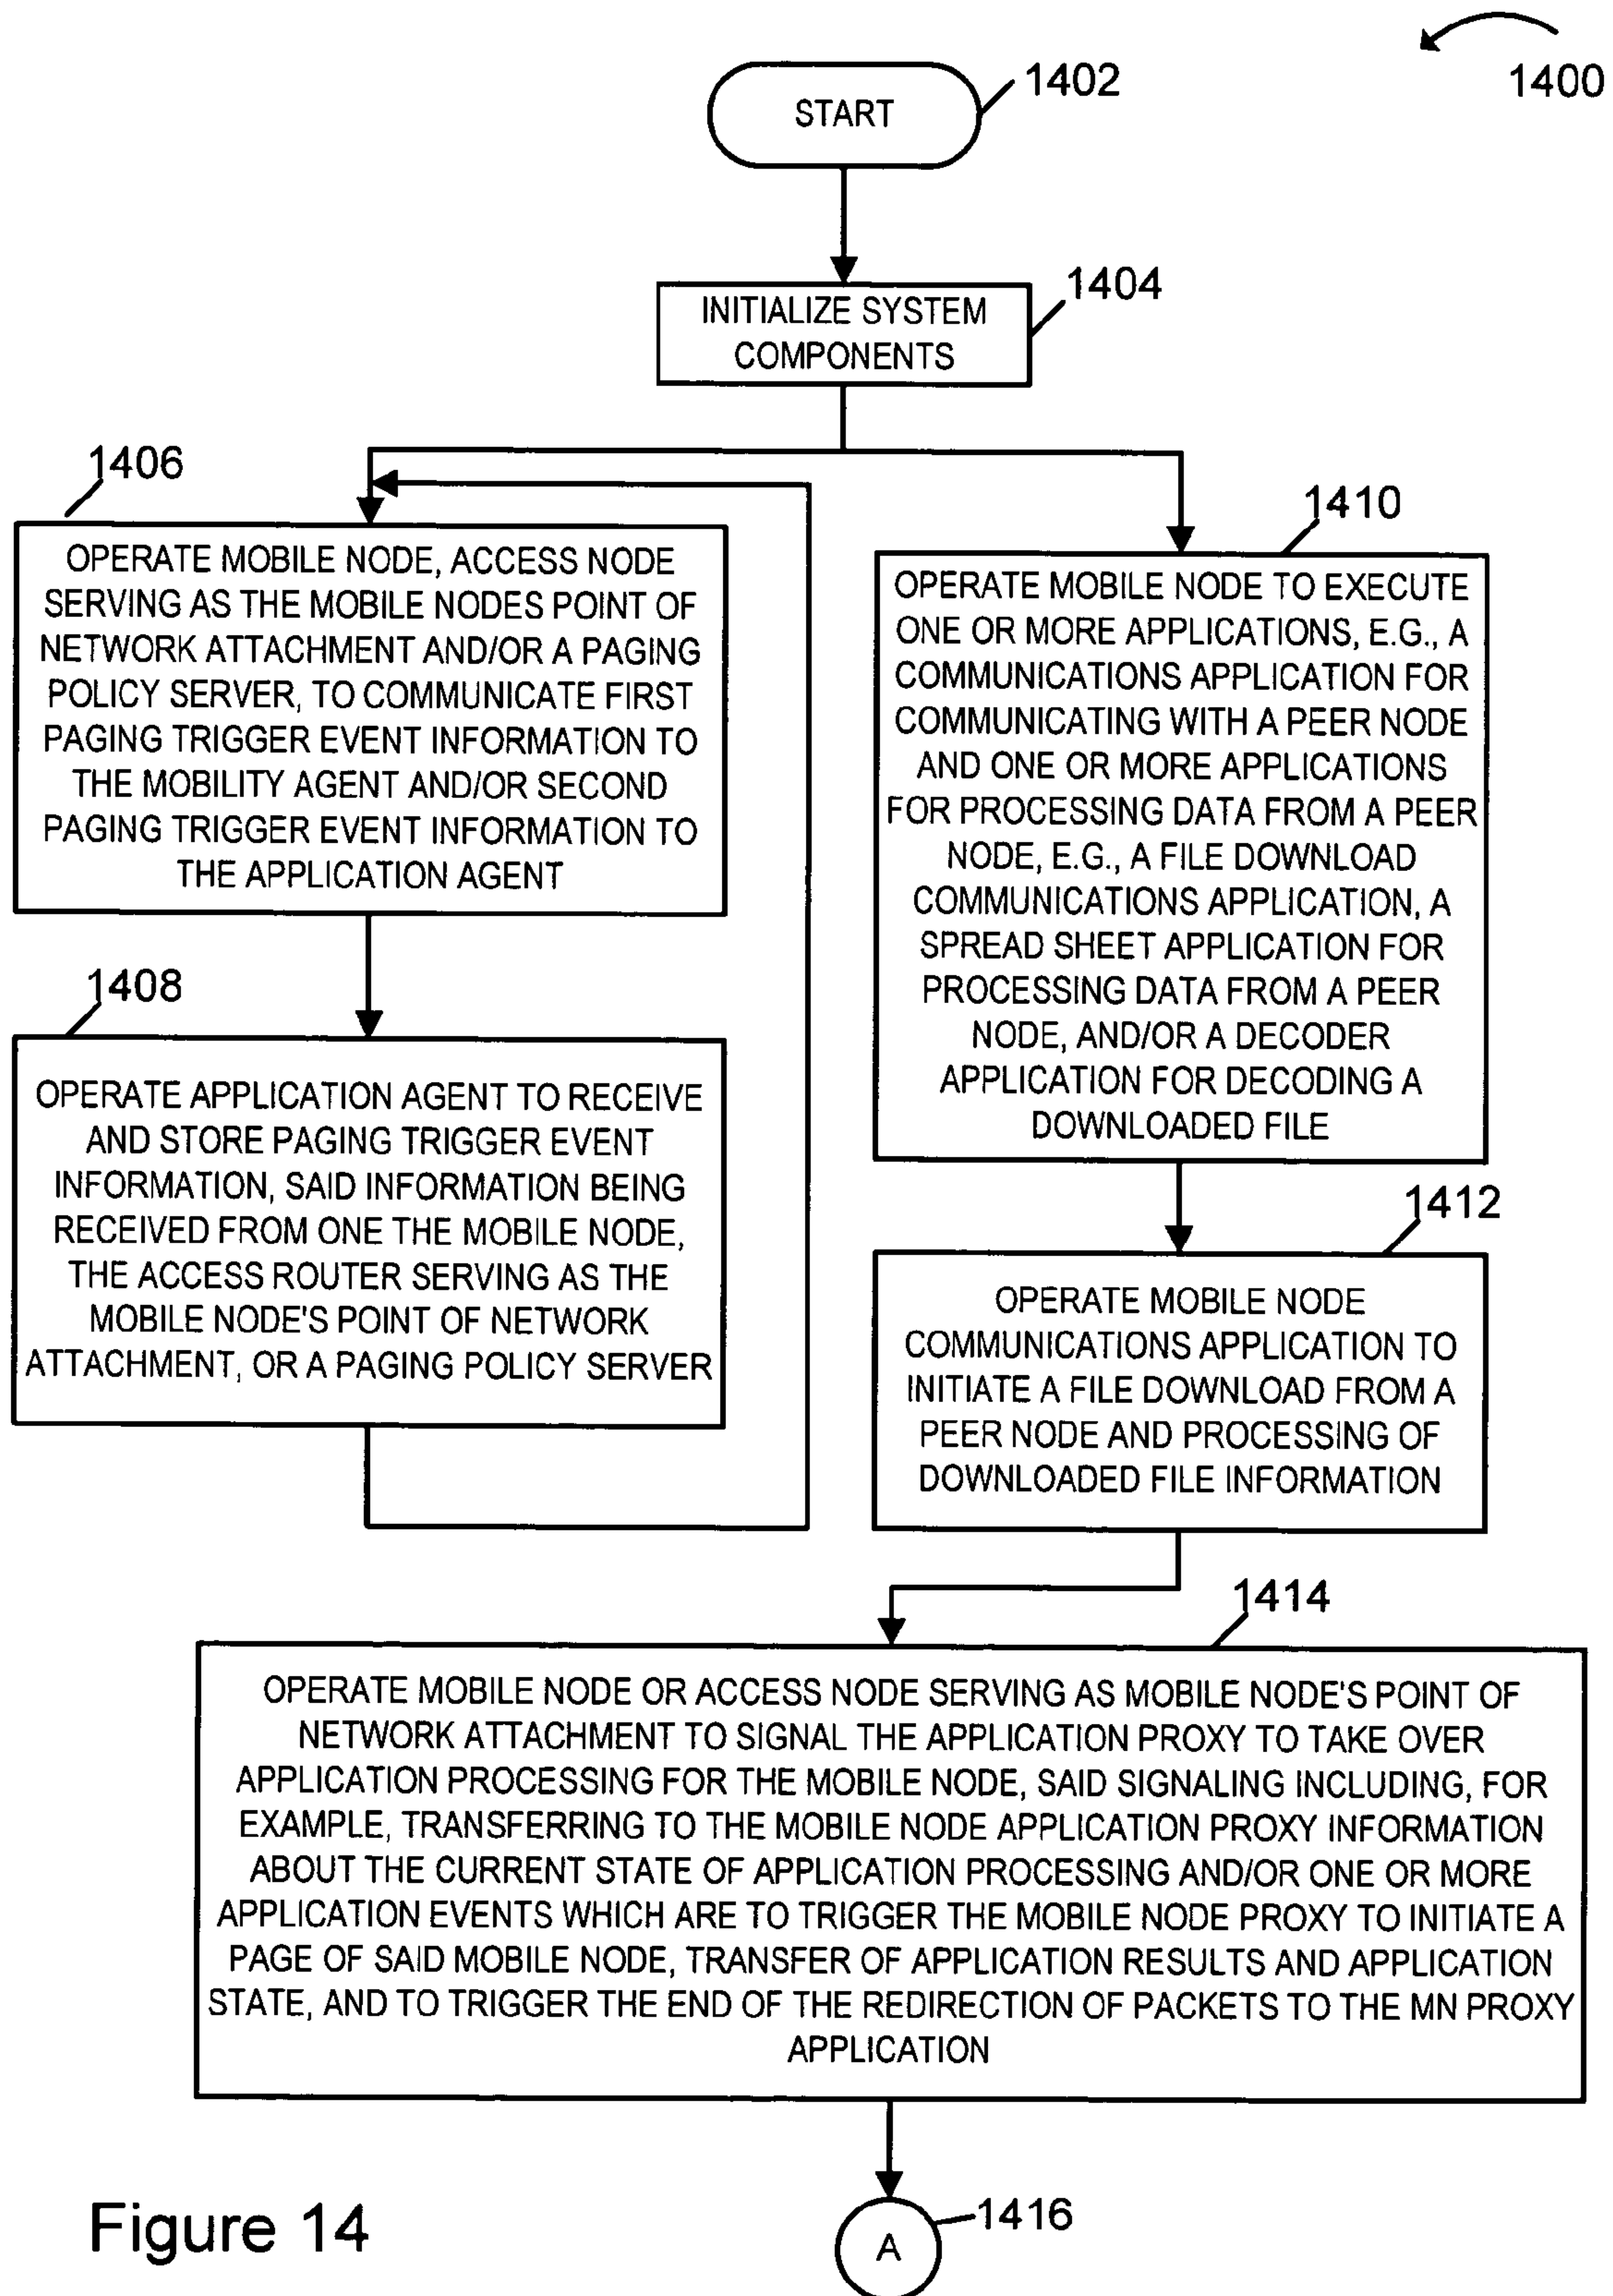 1400
1402
START
1404
INITIALIZE SYSTEM
COMPONENTS
1406
OPERATE MOBILE NODE, ACCESS NODE
SERVING AS THE MOBILE NODES POINT OF
NETWORK ATTACHMENT AND/OR A PAGING
POLICY SERVER, TO COMMUNICATE FIRST
PAGING TRIGGER EVENT INFORMATION TO
THE MOBILITY AGENT AND/OR SECOND
PAGING TRIGGER EVENT INFORMATION TO
THE APPLICATION AGENT
1408
OPERATE APPLICATION AGENT TO RECEIVE
AND STORE PAGING TRIGGER EVENT
INFORMATION, SAID INFORMATION BEING
RECEIVED FROM ONE THE MOBILE NODE,
THE ACCESS ROUTER SERVING AS THE
MOBILE NODE'S POINT OF NETWORK
ATTACHMENT, OR A PAGING POLICY SERVER
1410
OPERATE MOBILE NODE TO EXECUTE
ONE OR MORE APPLICATIONS, E.G., A
COMMUNICATIONS APPLICATION FOR
COMMUNICATING WITH A PEER NODE
AND ONE OR MORE APPLICATIONS
FOR PROCESSING DATA FROM A PEER
NODE, E.G., A FILE DOWNLOAD
COMMUNICATIONS APPLICATION, A
SPREAD SHEET APPLICATION FOR
PROCESSING DATA FROM A PEER
NODE, AND/OR A DECODER
APPLICATION FOR DECODING A
DOWNLOADED FILE
1412
OPERATE MOBILE NODE
COMMUNICATIONS APPLICATION TO
INITIATE A FILE DOWNLOAD FROM A
PEER NODE AND PROCESSING OF
DOWNLOADED FILE INFORMATION
1414
OPERATE MOBILE NODE OR ACCESS NODE SERVING AS MOBILE NODE'S POINT OF
NETWORK ATTACHMENT TO SIGNAL THE APPLICATION PROXY TO TAKE OVER
APPLICATION PROCESSING FOR THE MOBILE NODE, SAID SIGNALING INCLUDING, FOR
EXAMPLE, TRANSFERRING TO THE MOBILE NODE APPLICATION PROXY INFORMATION
ABOUT THE CURRENT STATE OF APPLICATION PROCESSING AND/OR ONE OR MORE
APPLICATION EVENTS WHICH ARE TO TRIGGER THE MOBILE NODE PROXY TO INITIATE A
PAGE OF SAID MOBILE NODE, TRANSFER OF APPLICATION RESULTS AND APPLICATION
STATE, AND TO TRIGGER THE END OF THE REDIRECTION OF PACKETS TO THE MN PROXY
APPLICATION
1416
A
Figure 14